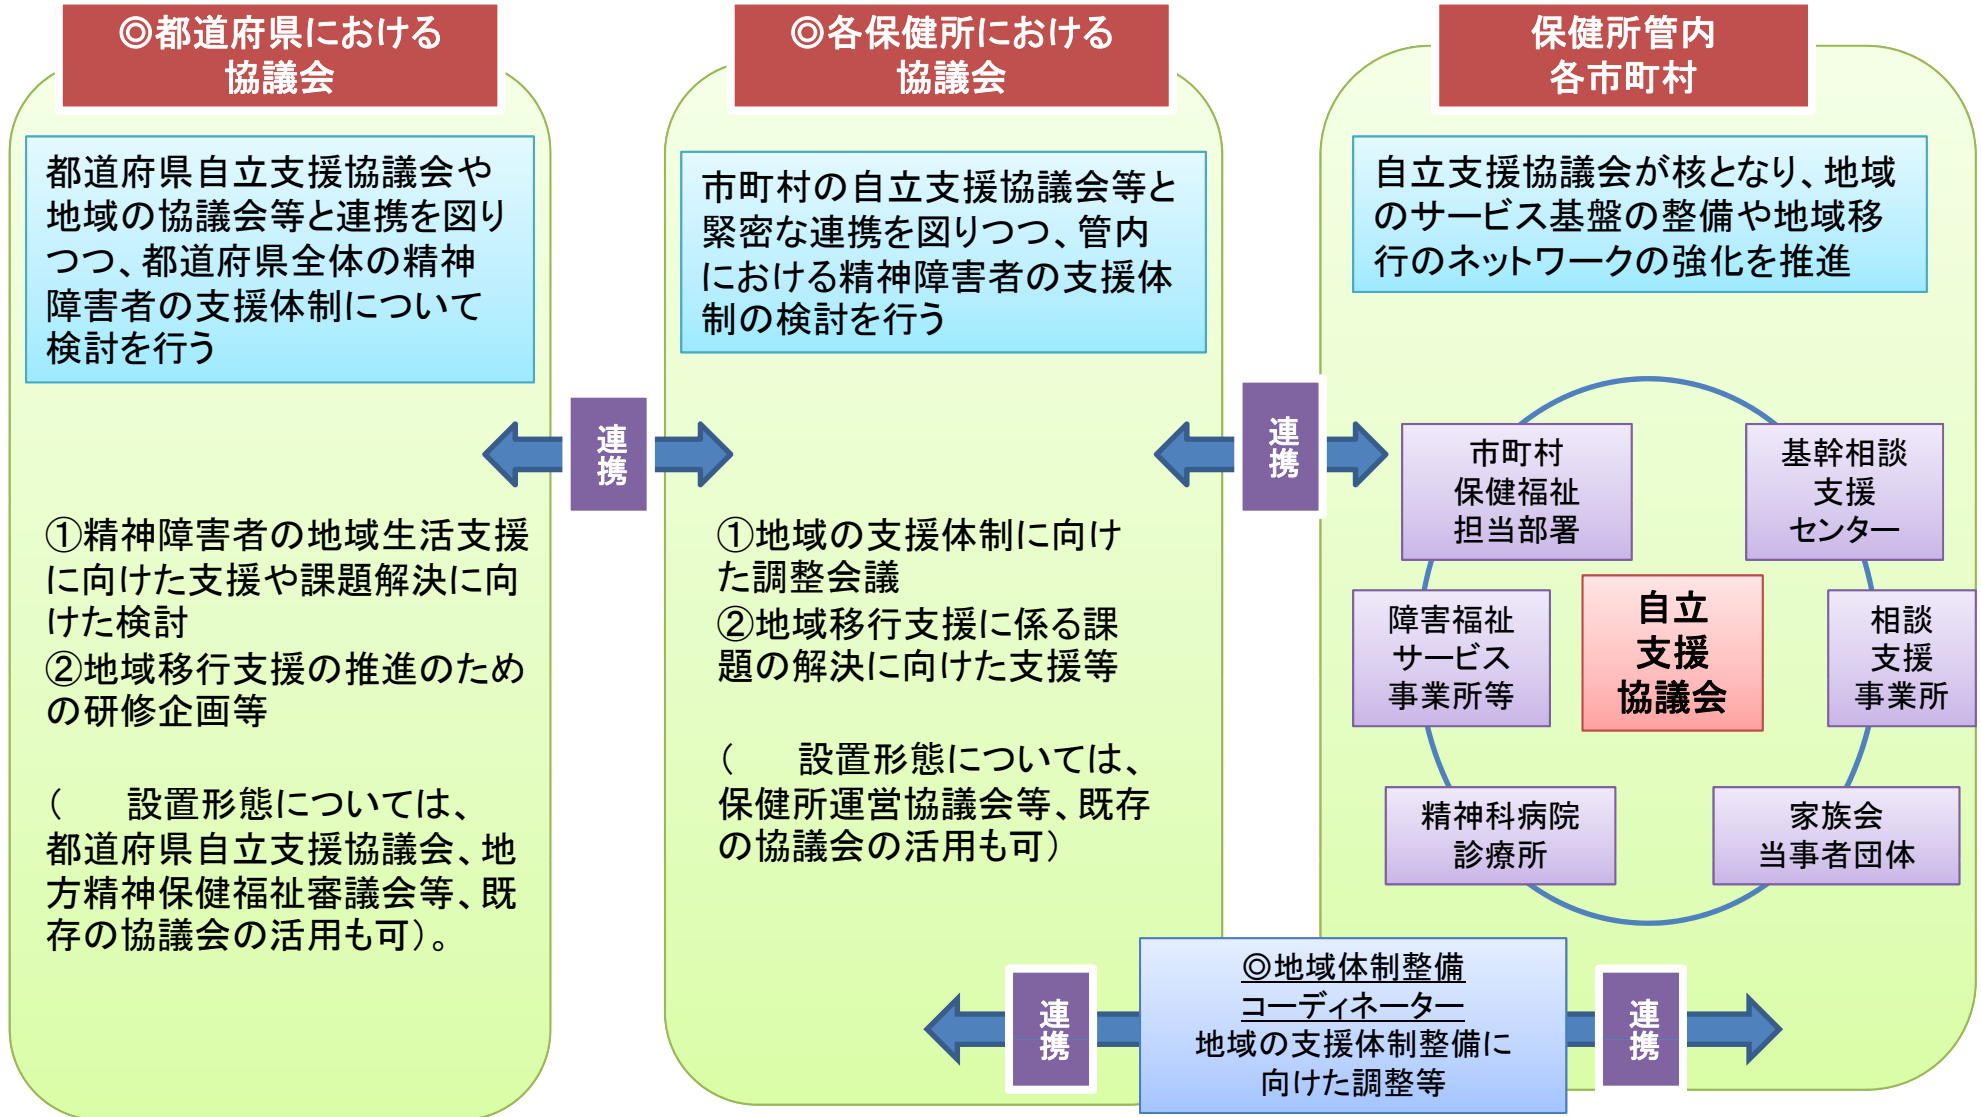 ◎都道府県における
協議会
都道府県自立支援協議会や
地域の協議会等と連携を図り
つつ、都道府県全体の精神
障害者の支援体制について
検討を行う
①精神障害者の地域生活支援
に向けた支援や課題解決に向
けた検討
②地域移行支援の推進のため
の研修企画等
（　設置形態については、
都道府県自立支援協議会、地
方精神保健福祉審議会等、既
存の協議会の活用も可）。
連
携
◎各保健所における
協議会
市町村の自立支援協議会等と
緊密な連携を図りつつ、管内
における精神障害者の支援体
制の検討を行う
①地域の支援体制に向け
た調整会議
②地域移行支援に係る課
題の解決に向けた支援等
（　設置形態については、
保健所運営協議会等、既存
の協議会の活用も可）
連
携
保健所管内
各市町村
自立支援協議会が核となり、地域
のサービス基盤の整備や地域移
行のネットワークの強化を推進
市町村
保健福祉
担当部署
基幹相談
支援
センター
障害福祉
サービス
事業所等
自立
支援
協議会
相談
支援
事業所
精神科病院
診療所
家族会
当事者団体
連
携
◎地域体制整備
コーディネーター
地域の支援体制整備に
向けた調整等
連
携